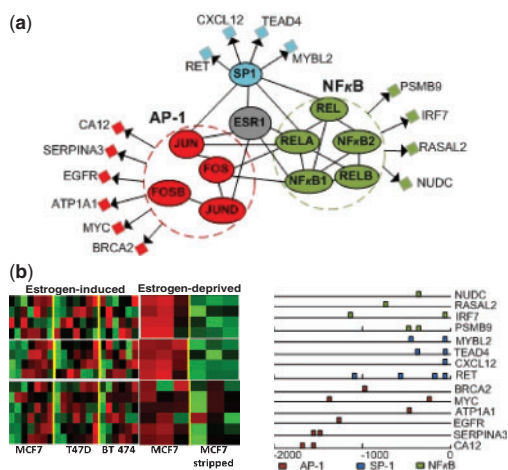 (a)
CXCL12
TEAD4
RET
MYBL2
SP1
NFκB
AP-1
REL
PSMB9
ESR1
CA12
JUN
RELA
NFκB2
IRF7
SERPINA3
FOS
RASAL2
EGFR
NFκB1
RELB
FOSB
NUDC
ATP1A1
JUND
MYC
BRCA2
(b)
Estrogen-induced Estrogen-deprived
MCF7 T47D BT 474 MCF7 MCF7 stripped
NUDC
RASAL2
IRF7
PSMB9
MYBL2
TEAD4
CXCL12
RET
BRCA2
MYC
ATP1A1
EGFR
SERPINA3
CA12
-2000 -1000 0
AP-1 SP-1 NFκB